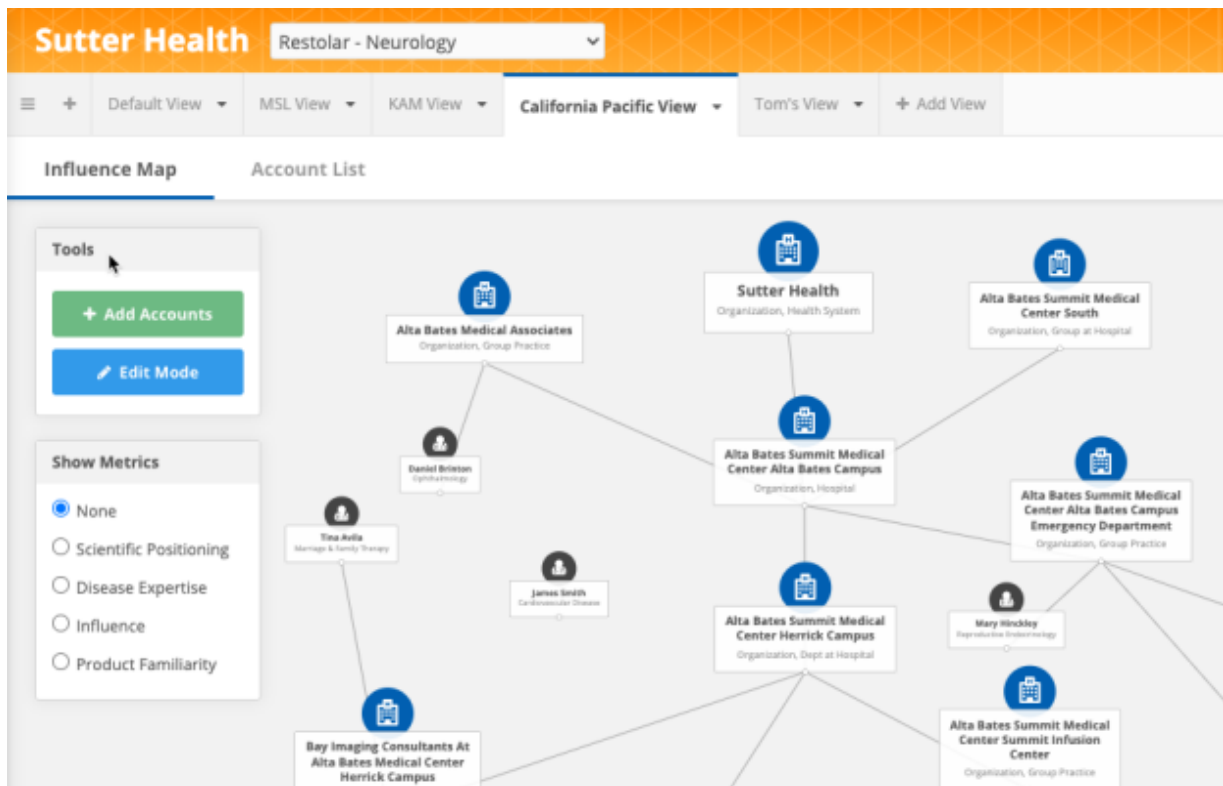 Sutter Health
Restolar - Neurology
Default View
MSL View
KAM View
California Pacific View
Tom's View
+ Add View
Influence Map
Account List
Tools
+ Add Accounts
Edit Mode
Show Metrics
None
Scientific Positioning
Disease Expertise
Influence
Product Familiarity
Sutter Health
Organization, Health System
Alta Bates Summit Medical
Center South
Organization, Group at Hospital
Alta Bates Medical Associates
Organization, Group Practice
Alta Bates Summit Medical
Center Alta Bates Campus
Organization, Hospital
Daniel Brinton
Ophthalmology
Alta Bates Summit Medical
Center Alta Bates Campus
Emergency Department
Organization, Group Practice
Tina Avila
Marriage & Family Therapy
James Smith
Cardiovascular Disease
Alta Bates Summit Medical
Center Herrick Campus
Organization, Dept at Hospital
Mary Hinckley
Reproductive Endocrinology
Bay Imaging Consultants At
Alta Bates Medical Center
Herrick Campus
Alta Bates Summit Medical
Center Summit Infusion
Center
Organization, Group Practice